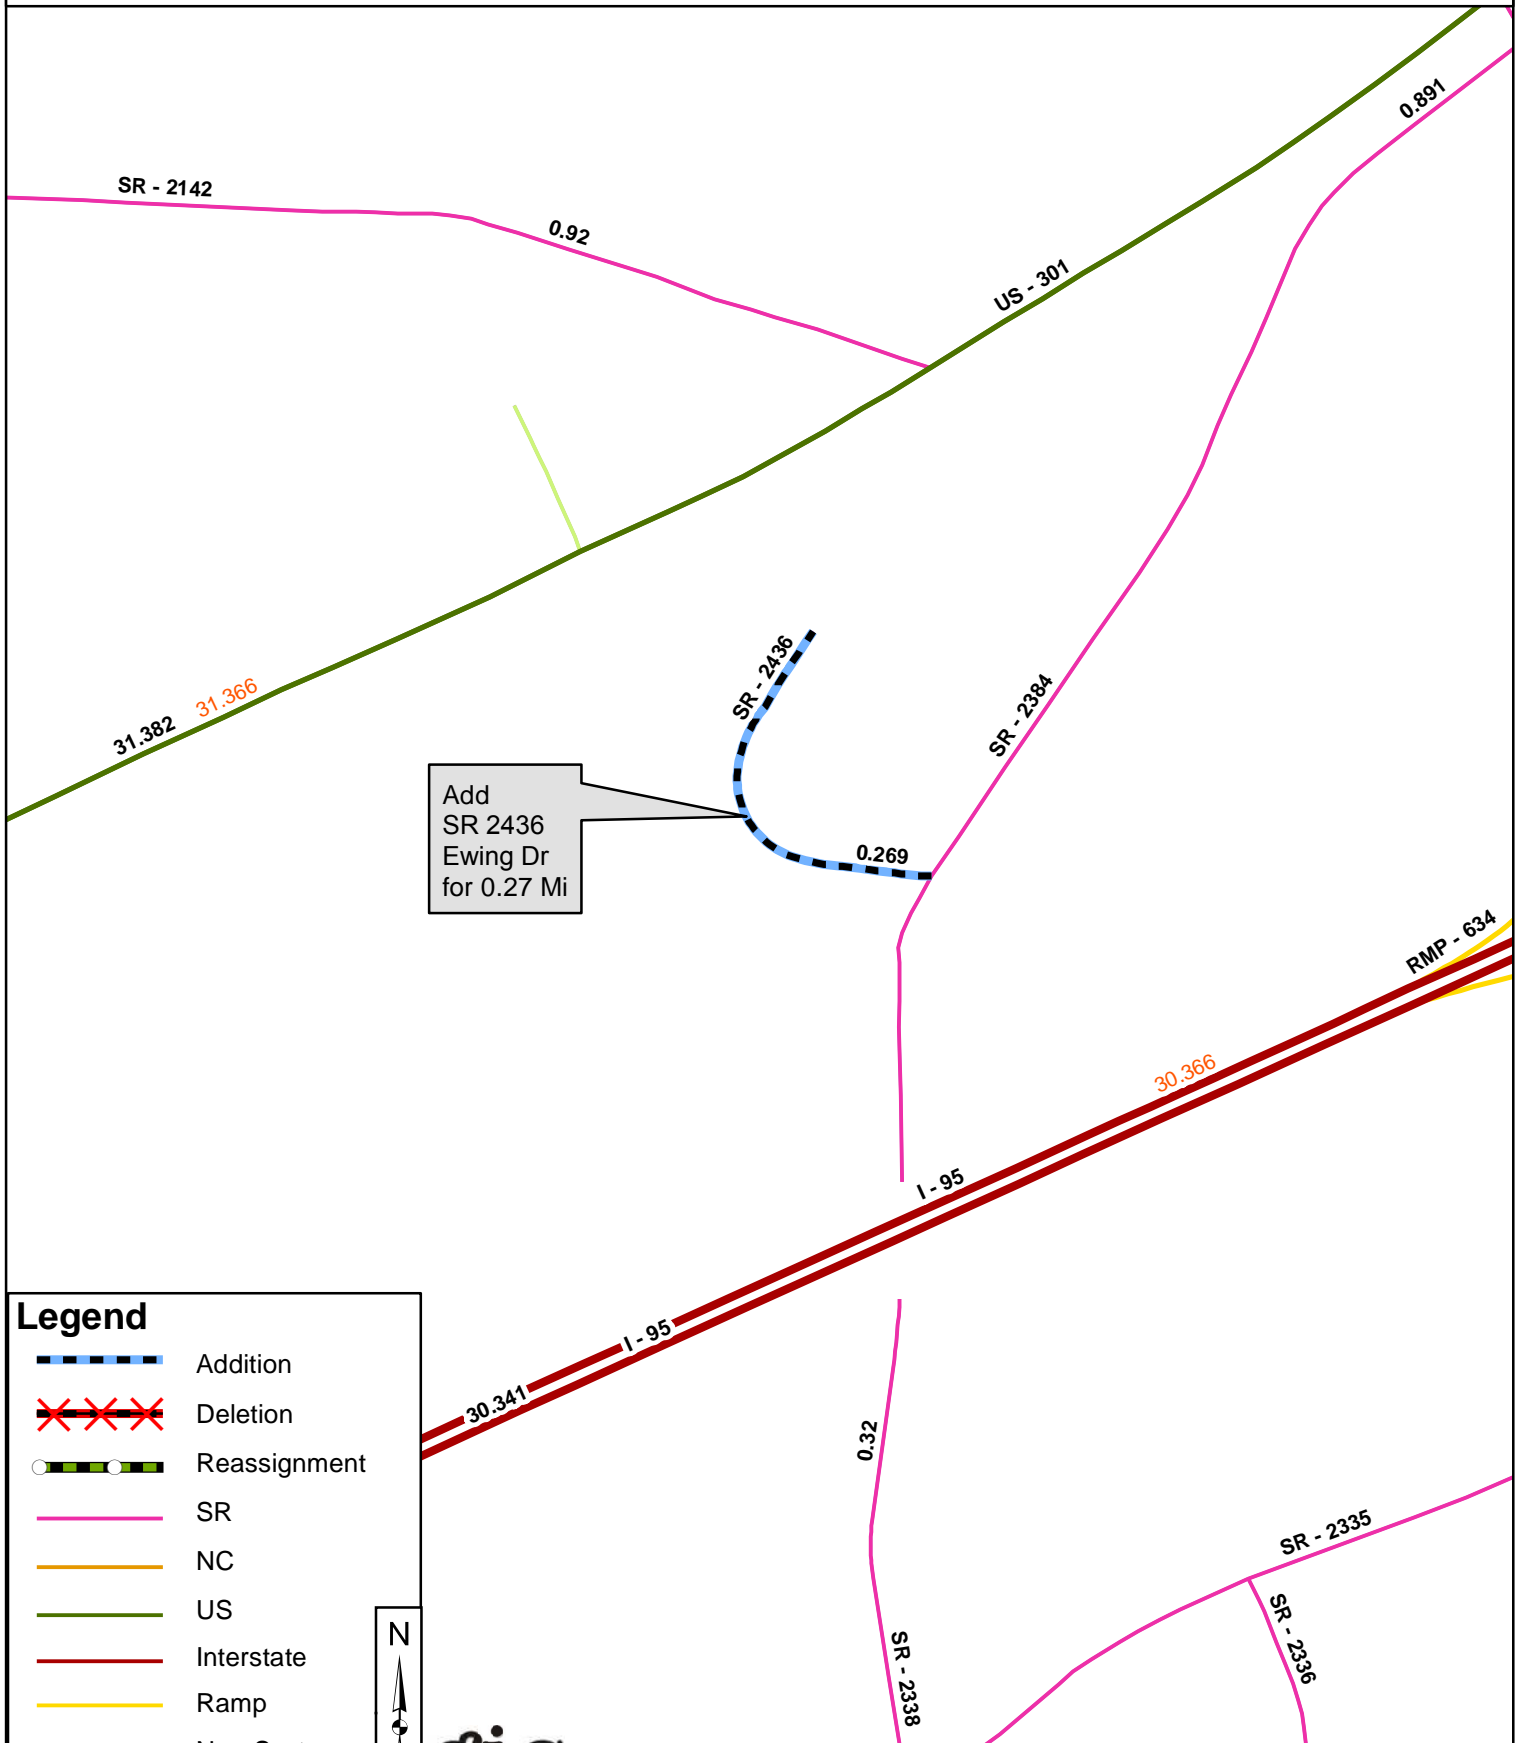 0.891
SR - 2142
0.92
US - 301
31.382
31.366
SR - 2436
SR - 2384
Add
SR 2436
Ewing Dr
for 0.27 Mi
0.269
RMP - 634
30.366
I - 95
I - 95
30.341
0.32
SR - 2335
SR - 2336
SR - 2338
Legend
Addition
Deletion
Reassignment
SR
NC
US
Interstate
Ramp
N